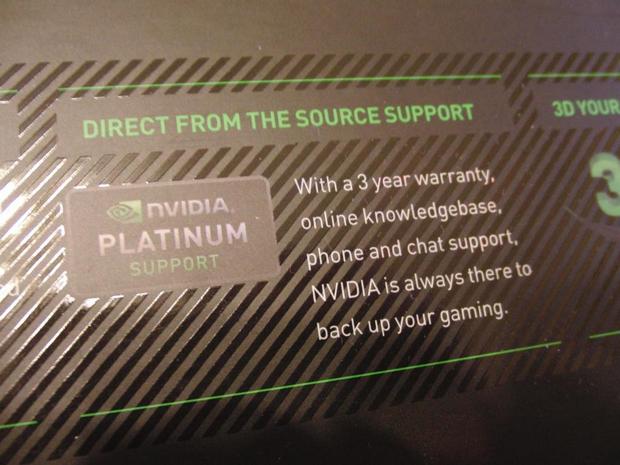 DIRECT FROM THE SOURCE SUPPORT
NVIDIA
PLATINUM
SUPPORT
With a 3 year warranty,
online knowledgebase,
phone and chat support,
NVIDIA is always there to
back up your gaming.
3D YOUR
3